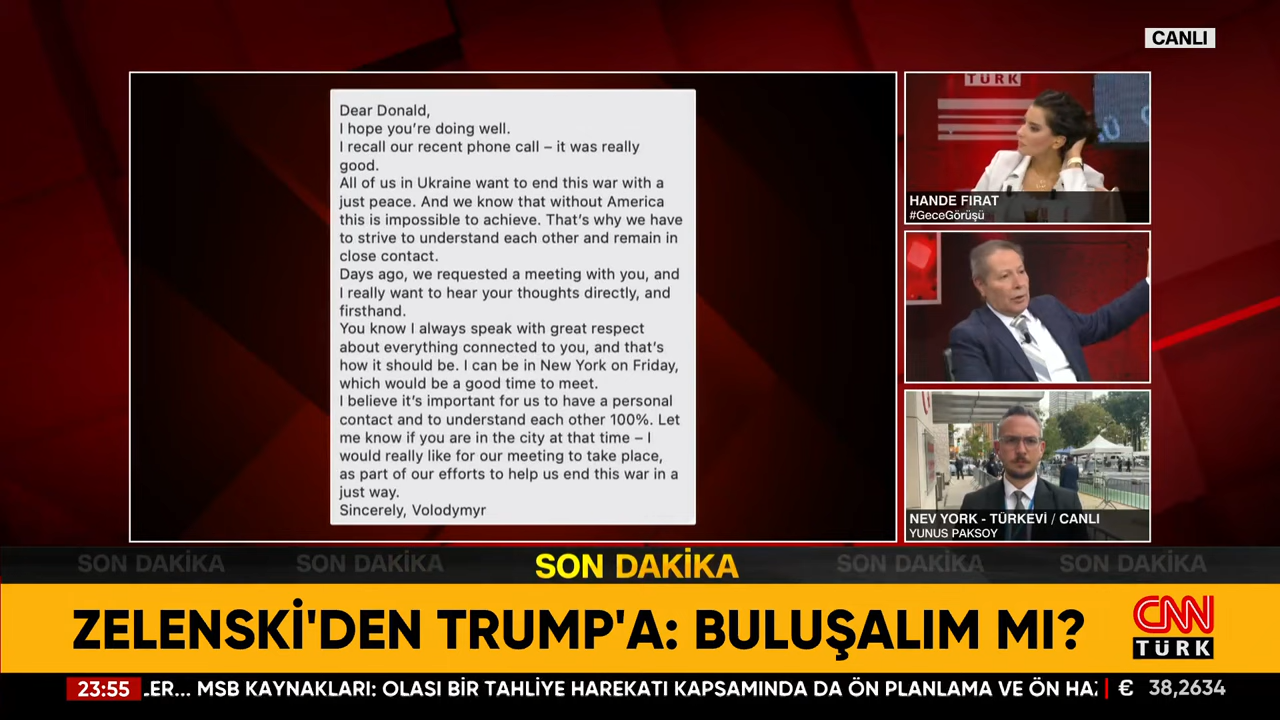 CANLI
Dear Donald,
I hope you're doing well.
I recall our recent phone call – it was really
good.
All of us in Ukraine want to end this war with a
just peace. And we know that without America
this is impossible to achieve. That's why we have
to strive to understand each other and remain in
close contact.
Days ago, we requested a meeting with you, and
I really want to hear your thoughts directly, and
firsthand.
You know I always speak with great respect
about everything connected to you, and that's
how it should be. I can be in New York on Friday,
which would be a good time to meet.
I believe it's important for us to have a personal
contact and to understand each other 100%. Let
me know if you are in the city at that time – I
would really like for our meeting to take place,
as part of our efforts to help us end this war in a
just way.
Sincerely, Volodymyr
TÜRK
HANDE FIRAT
#GeceGörüşü
NEV YORK - TÜRKEVİ / CANLI
YUNUS PAKSOY
SON DAKİKA SON DAKİKA SON DAKİKA SON DAKİKA SON DAKİKA
ZELENSKİ'DEN TRUMP'A: BULUŞALIM MI?
CNN
TÜRK
23:55 .ER... MSB KAYNAKLARI: OLASI BİR TAHLİYE HAREKATI KAPSAMINDA DA ÖN PLANLAMA VE ÖN HAZ € 38,2634